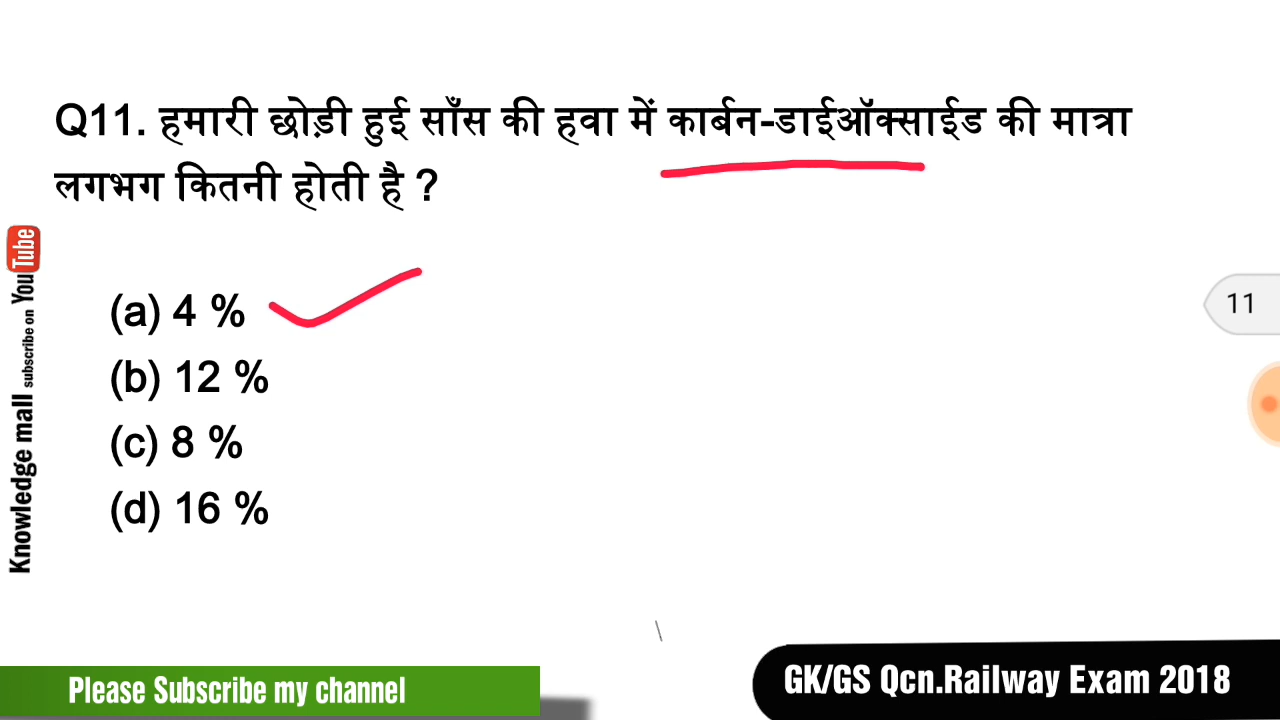 Q11. हमारी छोड़ी हुई साँस की हवा में कार्बन-डाईऑक्साईड की मात्रा
लगभग कितनी होती है ?
(a) 4 %
(b) 12 %
(c) 8 %
(d) 16 %
11
Knowledge mall subscribe on YouTube
Please Subscribe my channel
GK/GS Qcn.Railway Exam 2018